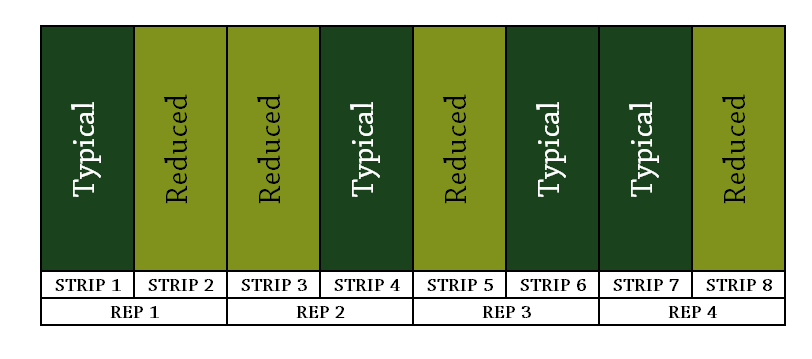 Typical Reduced Reduced Typical Reduced Typical Typical Reduced
STRIP 1 STRIP 2 STRIP 3 STRIP 4 STRIP 5 STRIP 6 STRIP 7 STRIP 8
REP 1 REP 2 REP 3 REP 4